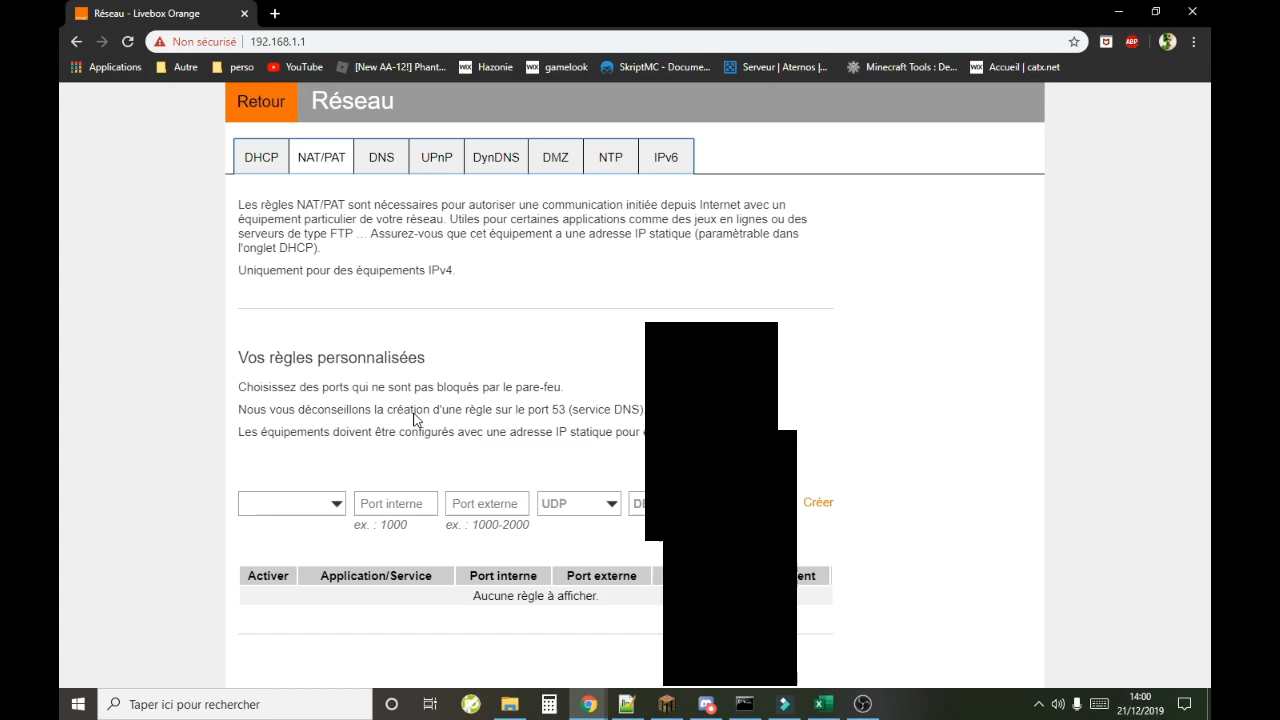 Réseau - Livebox Orange
Non sécurisé 192.168.1.1
Applications Autre perso YouTube [New AA-12!] Phant... Hazonie gamelook SkriptMC - Docume... Serveur | Aternos |... Minecraft Tools : De... Accueil | catx.net
Retour Réseau
DHCP NAT/PAT DNS UPnP DynDNS DMZ NTP IPv6
Les règles NAT/PAT sont nécessaires pour autoriser une communication initiée depuis Internet avec un
équipement particulier de votre réseau. Utiles pour certaines applications comme des jeux en lignes ou des
serveurs de type FTP ... Assurez-vous que cet équipement a une adresse IP statique (paramètrable dans
l'onglet DHCP).
Uniquement pour des équipements IPv4.
Vos règles personnalisées
Choisissez des ports qui ne sont pas bloqués par le pare-feu.
Nous vous déconseillons la création d'une règle sur le port 53 (service DNS).
Les équipements doivent être configurés avec une adresse IP statique pour
Port interne Port externe UDP Créer
ex. : 1000 ex. : 1000-2000
Activer Application/Service Port interne Port externe
Aucune règle à afficher.
Taper ici pour rechercher
14:00
21/12/2019